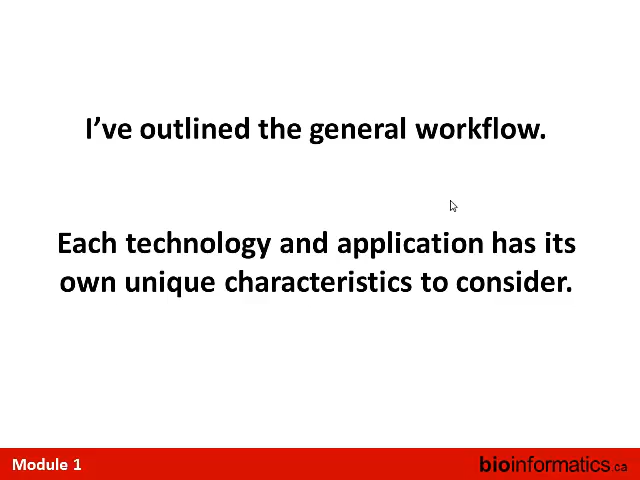 I've outlined the general workflow.
Each technology and application has its
own unique characteristics to consider.
Module 1
bioinformatics.ca